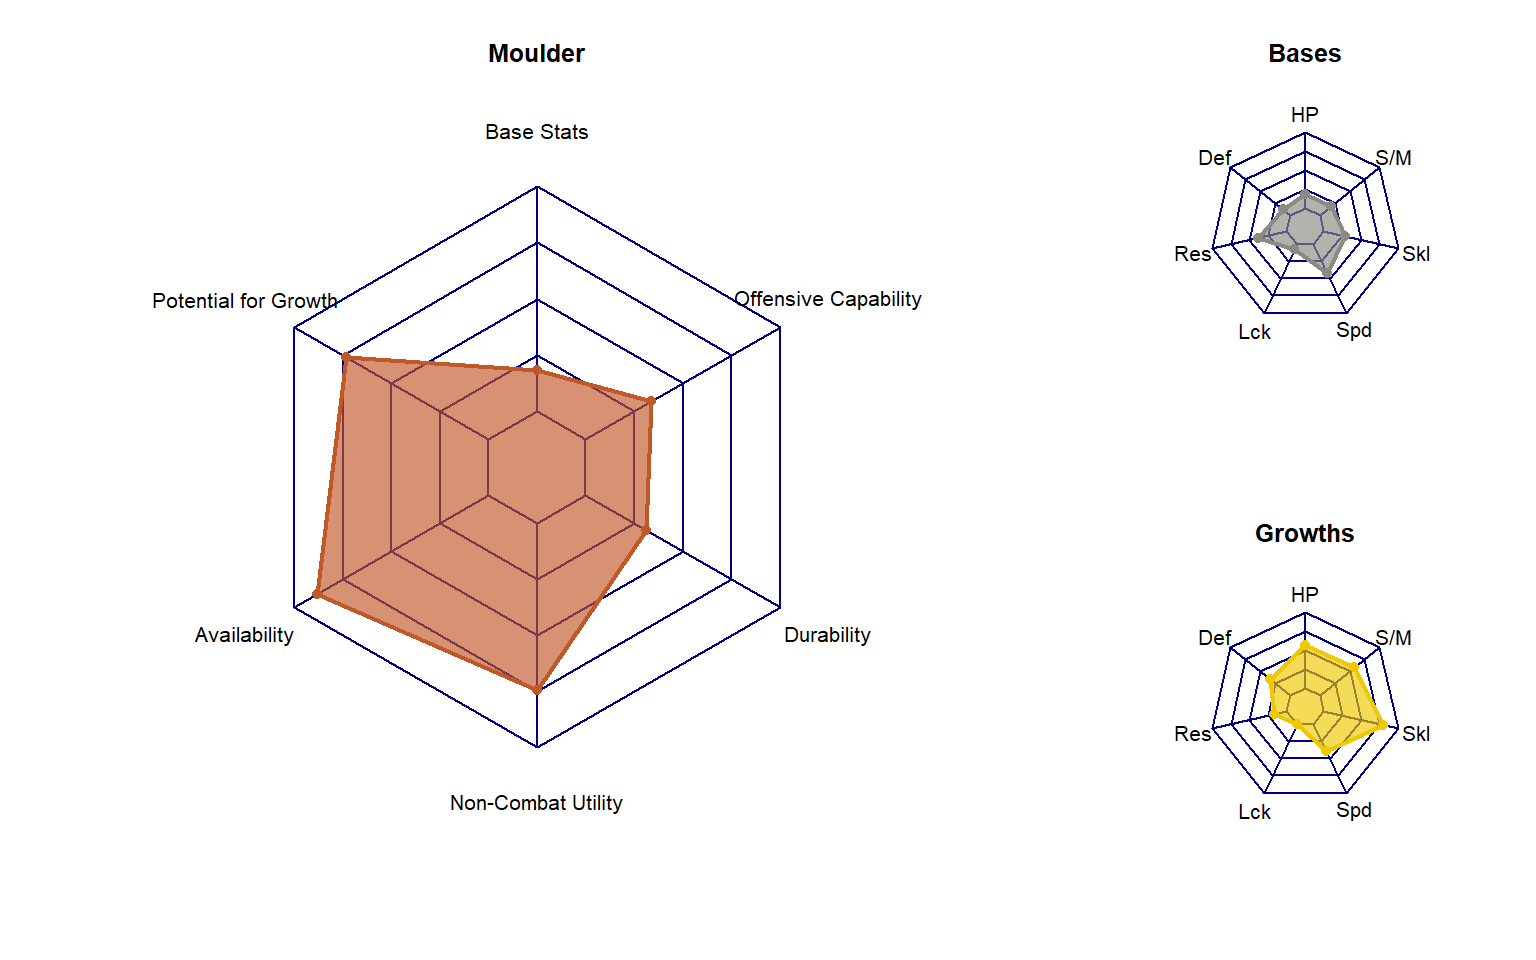 Moulder
Base Stats
Potential for Growth
Offensive Capability
Availability
Durability
Non-Combat Utility
Bases
HP
Def
S/M
Res
Skl
Lck
Spd
Growths
HP
Def
S/M
Res
Skl
Lck
Spd